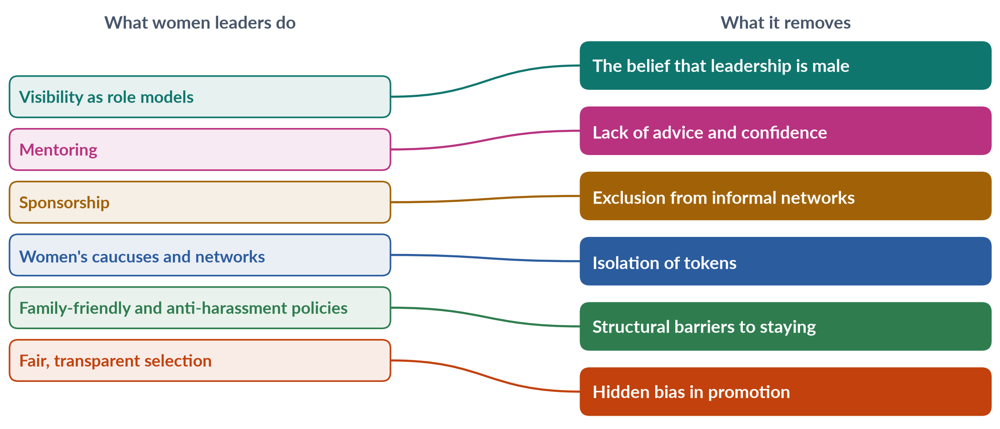 What women leaders do
What it removes
Visibility as role models
The belief that leadership is male
Mentoring
Lack of advice and confidence
Sponsorship
Exclusion from informal networks
Women's caucuses and networks
Isolation of tokens
Family-friendly and anti-harassment policies
Structural barriers to staying
Fair, transparent selection
Hidden bias in promotion